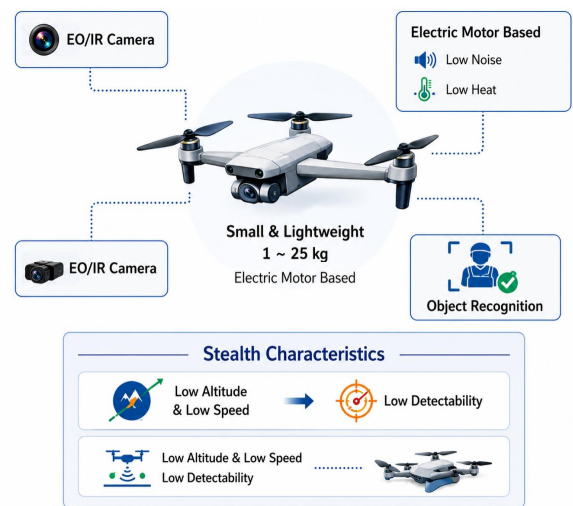 EO/IR Camera
Electric Motor Based
Low Noise
Low Heat
Small & Lightweight
1 ~ 25 kg
Electric Motor Based
EO/IR Camera
Object Recognition
Stealth Characteristics
Low Altitude
& Low Speed
Low Detectability
Low Altitude & Low Speed
Low Detectability